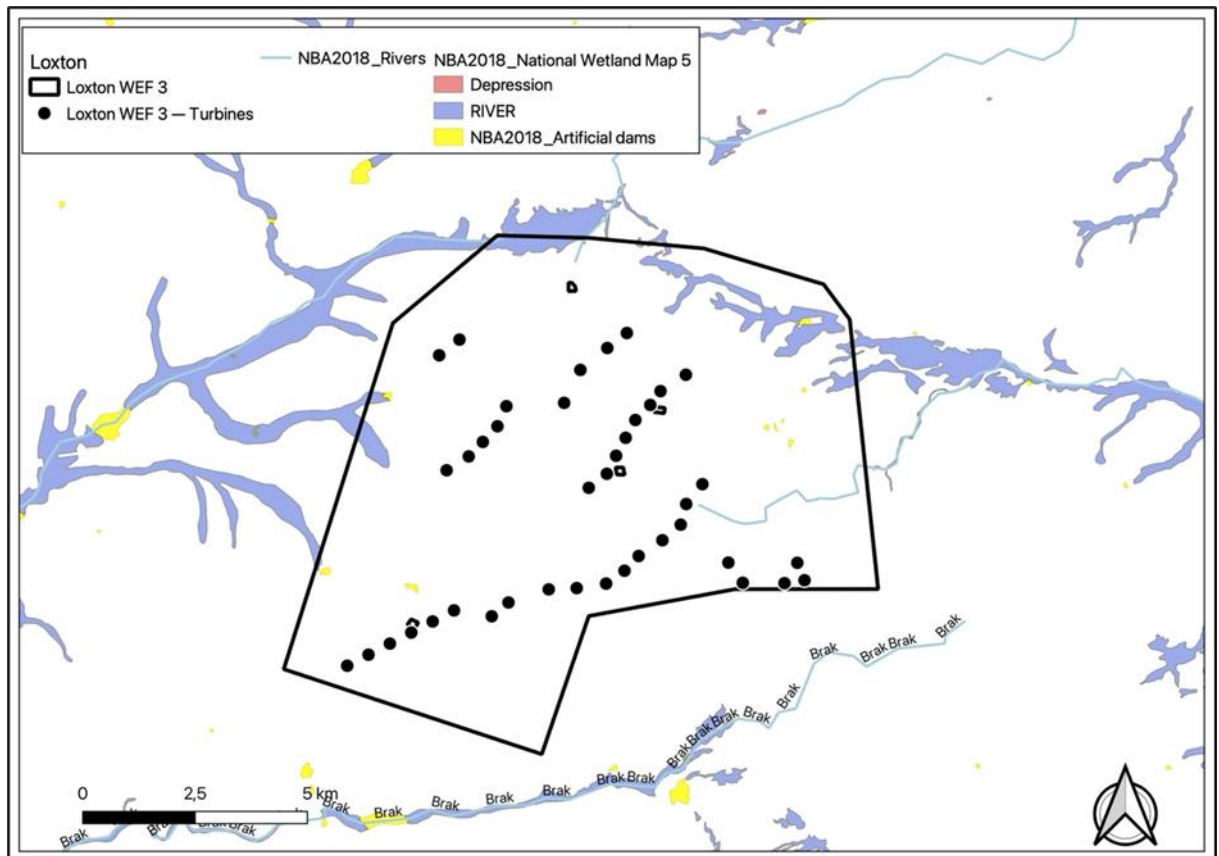 Loxton
Loxton WEF 3
Loxton WEF 3 — Turbines
NBA2018_Rivers
NBA2018_National Wetland Map 5
Depression
RIVER
NBA2018_Artificial dams
Brak
Brak Brak
Brak
Brak
Brak Brak
Brak
Brak
Brak Brak
Brak
Brak
Brak
Brak
Brak
0 2,5 5 km
Brak
Brak
Brak Brak